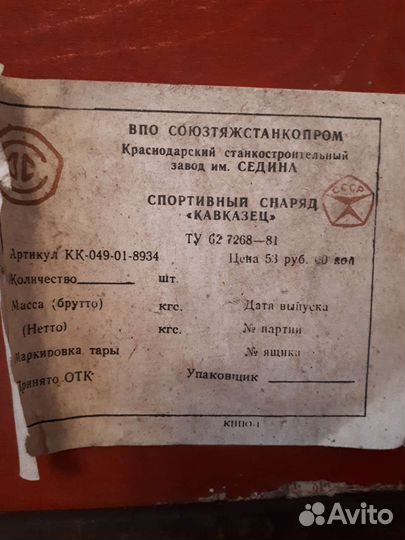 ВПО СОЮЗТЯЖСТАНКОПРОМ
Краснодарский станкостроительный
завод им. СЕДИНА
СССР
СПОРТИВНЫЙ СНАРЯД
«КАВКАЗЕЦ»
ТУ 62 7268—81
Артикул КК-049-01-8934 Цена 53 руб. 00 коп
Количество шт.
Масса (брутто) кгс. Дата выпуска
(Нетто) кгс. № партии
Маркировка тары № ящика
Принято ОТК Упаковщик
Avito